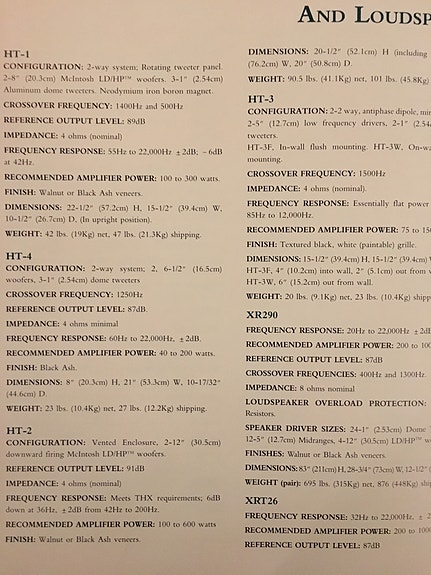 AND LOUDSP
HT-1
CONFIGURATION: 2-way system; Rotating tweeter panel.
2-8" (20.3cm) McIntosh LD/HP™ woofers. 3-1" (2.54cm)
Aluminum dome tweeters. Neodymium iron boron magnet.
CROSSOVER FREQUENCY: 1400Hz and 500Hz
REFERENCE OUTPUT LEVEL: 89dB
IMPEDANCE: 4 ohms (nominal)
FREQUENCY RESPONSE: 55Hz to 22,000Hz ±2dB; -6dB
at 42Hz.
RECOMMENDED AMPLIFIER POWER: 100 to 300 watts.
FINISH: Walnut or Black Ash veneers.
DIMENSIONS: 22-1/2" (57.2cm) H, 15-1/2" (39.4cm) W,
10-1/2" (26.7cm) D, (In upright position).
WEIGHT: 42 lbs. (19Kg) net, 47 lbs. (21.3Kg) shipping.
HT-4
CONFIGURATION: 2-way system; 2, 6-1/2" (16.5cm)
woofers, 3-1" (2.54cm) dome tweeters
CROSSOVER FREQUENCY: 1250Hz
REFERENCE OUTPUT LEVEL: 87dB.
IMPEDANCE: 4 ohms minimal
FREQUENCY RESPONSE: 60Hz to 22,000Hz, ±2dB.
RECOMMENDED AMPLIFIER POWER: 40 to 200 watts.
FINISH: Black Ash.
DIMENSIONS: 8" (20.3cm) H, 21" (53.3cm) W, 10-17/32"
(44.6cm) D.
WEIGHT: 23 lbs. (10.4Kg) net, 27 lbs. (12.2Kg) shipping.
HT-2
CONFIGURATION: Vented Enclosure, 2-12" (30.5cm)
downward firing McIntosh LD/HP™ woofers.
REFERENCE OUTPUT LEVEL: 91dB
IMPEDANCE: 4 ohms (nominal)
FREQUENCY RESPONSE: Meets THX requirements; 6dB
down at 36Hz, ±2dB from 42Hz to 200Hz.
RECOMMENDED AMPLIFIER POWER: 100 to 600 watts
FINISH: Walnut or Black Ash veneers.
DIMENSIONS: 20-1/2" (52.1cm) H (including
(76.2cm) W, 20" (50.8cm) D.
WEIGHT: 90.5 lbs. (41.1Kg) net, 101 lbs. (45.8Kg)
HT-3
CONFIGURATION: 2-2 way, antiphase dipole, mir
2-5" (12.7cm) low frequency drivers, 2-1" (2.54
tweeters.
HT-3F, In-wall flush mounting. HT-3W, On-wa
mounting.
CROSSOVER FREQUENCY: 1500Hz
IMPEDANCE: 4 ohms (nominal).
FREQUENCY RESPONSE: Essentially flat power
85Hz to 12,000Hz.
RECOMMENDED AMPLIFIER POWER: 75 to 15
FINISH: Textured black, white (paintable) grille.
DIMENSIONS: 15-1/2" (39.4cm) H, 15-1/2" (39.4cm)
HT-3F, 4" (10.2cm) into wall, 2" (5.1cm) out from
HT-3W, 6" (15.2cm) out from wall.
WEIGHT: 20 lbs. (9.1Kg) net, 23 lbs. (10.4Kg) shipp
XR290
FREQUENCY RESPONSE: 20Hz to 22,000Hz ±2
RECOMMENDED AMPLIFIER POWER: 200 to 100
REFERENCE OUTPUT LEVEL: 87dB
CROSSOVER FREQUENCIES: 400Hz and 1300Hz.
IMPEDANCE: 8 ohms nominal
LOUDSPEAKER OVERLOAD PROTECTION:
Resistors.
SPEAKER DRIVER SIZES: 24-1" (2.53cm) Dome
12-5" (12.7cm) Midranges, 4-12" (30.5cm) LD/HP™ w
FINISHES: Walnut or Black Ash veneers.
DIMENSIONS: 83" (211cm) H, 28-3/4" (73cm) W, 12-1/2"
WEIGHT (pair): 695 lbs. (315Kg) net, 876 (448Kg) ship
XRT26
FREQUENCY RESPONSE: 32Hz to 22,000Hz, ±2
RECOMMENDED AMPLIFIER POWER: 200 to 1000
REFERENCE OUTPUT LEVEL: 87dB